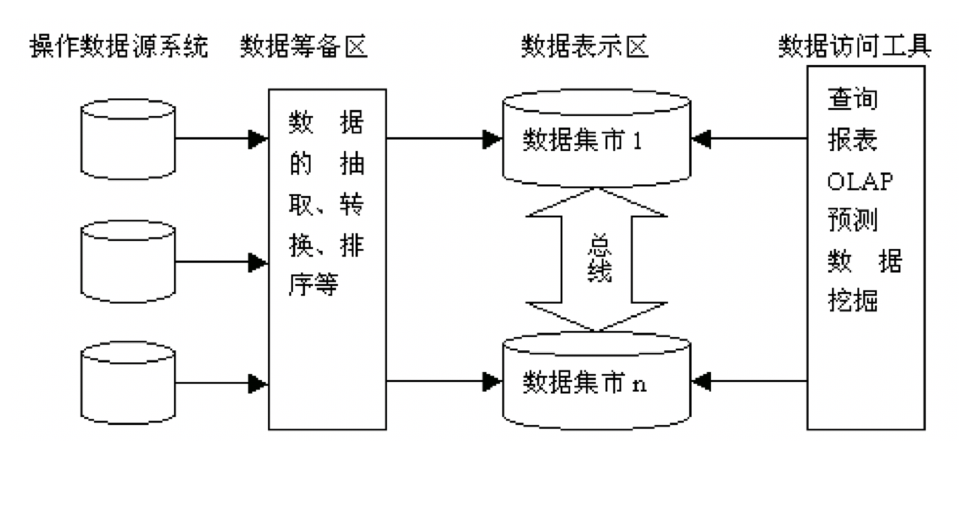 操作数据源系统 数据筹备区 数据表示区 数据访问工具
数 据
的 抽
取、转
换、排
序等
数据集市 1
总
线
数据集市 n
查询
报表
OLAP
预测
数 据
挖掘